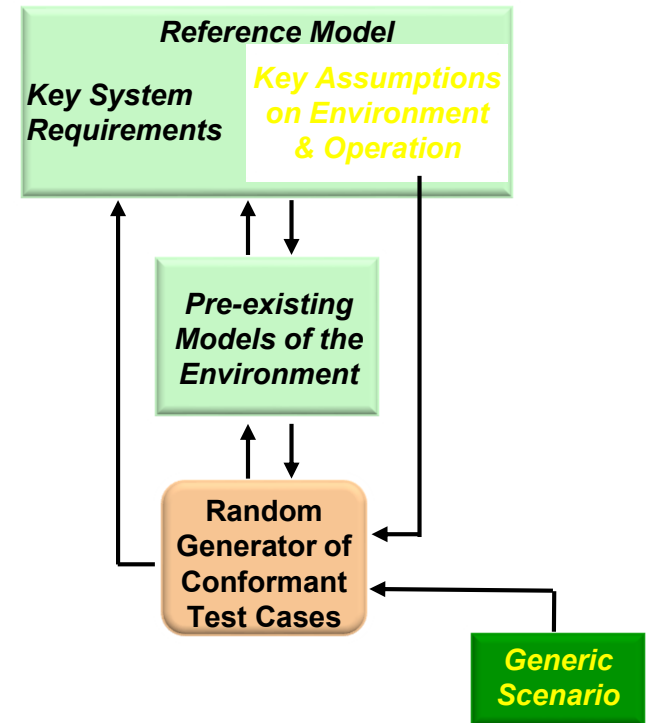 Reference Model
Key System
Requirements
Key Assumptions
on Environment
& Operation
Pre-existing
Models of the
Environment
Random
Generator of
Conformant
Test Cases
Generic
Scenario